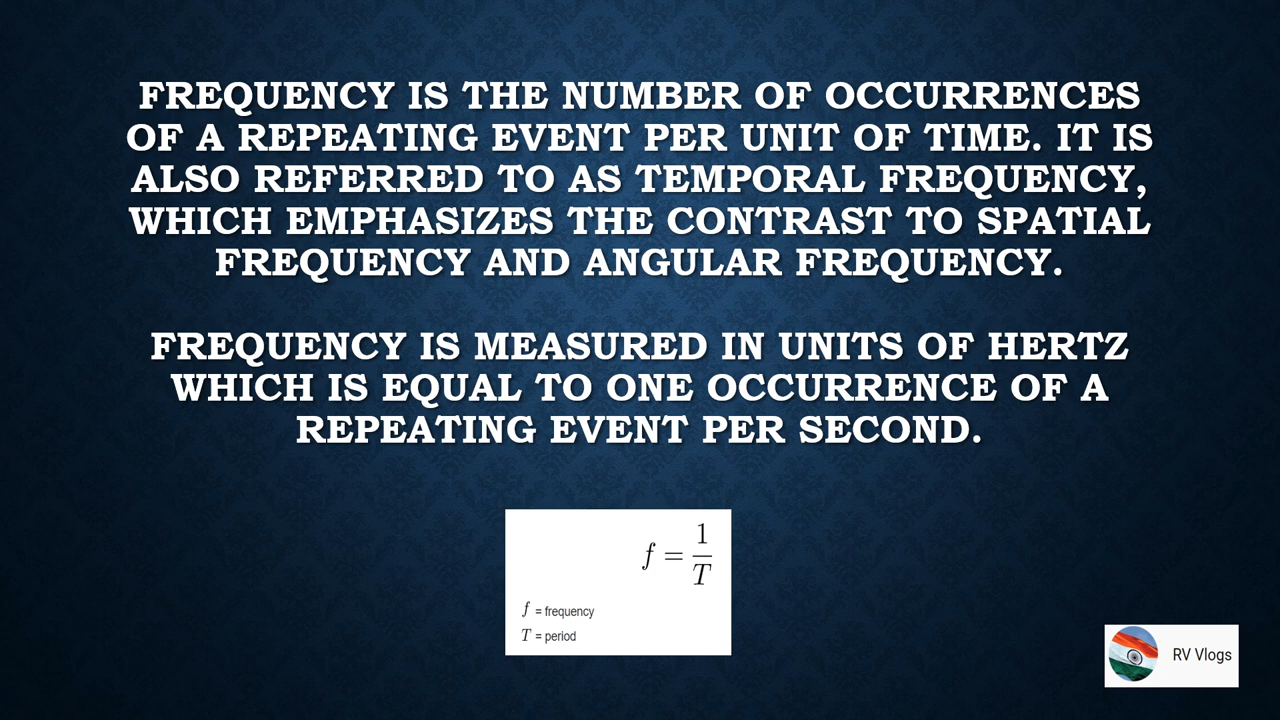 FREQUENCY IS THE NUMBER OF OCCURRENCES
OF A REPEATING EVENT PER UNIT OF TIME. IT IS
ALSO REFERRED TO AS TEMPORAL FREQUENCY,
WHICH EMPHASIZES THE CONTRAST TO SPATIAL
FREQUENCY AND ANGULAR FREQUENCY.
FREQUENCY IS MEASURED IN UNITS OF HERTZ
WHICH IS EQUAL TO ONE OCCURRENCE OF A
REPEATING EVENT PER SECOND.
f = 1/T
f = frequency
T = period
RV Vlogs